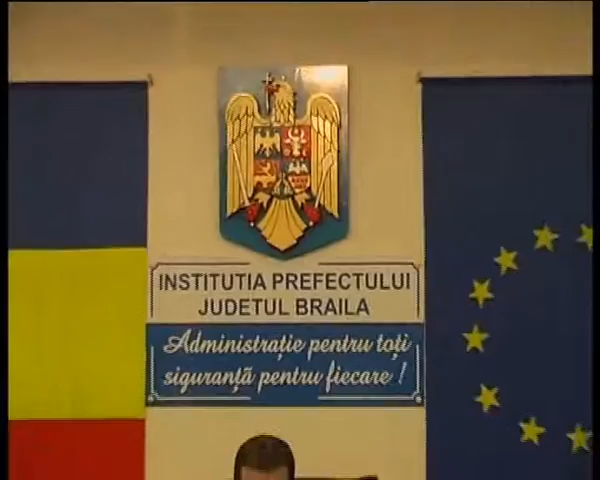 INSTITUTIA PREFECTULUI
JUDETUL BRAILA
Administrație pentru toți
siguranță pentru fiecare !